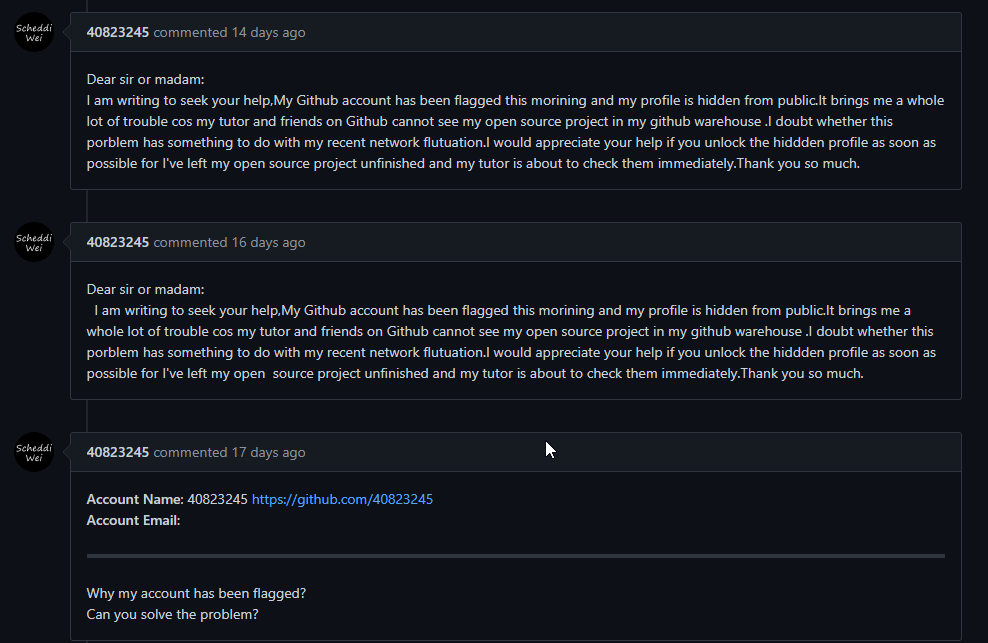 Scheddi
Wei
40823245 commented 14 days ago
Dear sir or madam:
I am writing to seek your help,My Github account has been flagged this morining and my profile is hidden from public.It brings me a whole
lot of trouble cos my tutor and friends on Github cannot see my open source project in my github warehouse .I doubt whether this
porblem has something to do with my recent network flutuation.I would appreciate your help if you unlock the hiddden profile as soon as
possible for I've left my open source project unfinished and my tutor is about to check them immediately.Thank you so much.
Scheddi
Wei
40823245 commented 16 days ago
Dear sir or madam:
I am writing to seek your help,My Github account has been flagged this morining and my profile is hidden from public.It brings me a
whole lot of trouble cos my tutor and friends on Github cannot see my open source project in my github warehouse .I doubt whether this
porblem has something to do with my recent network flutuation.I would appreciate your help if you unlock the hiddden profile as soon as
possible for I've left my open  source project unfinished and my tutor is about to check them immediately.Thank you so much.
Scheddi
Wei
40823245 commented 17 days ago
Account Name: 40823245 https://github.com/40823245
Account Email:
Why my account has been flagged?
Can you solve the problem?